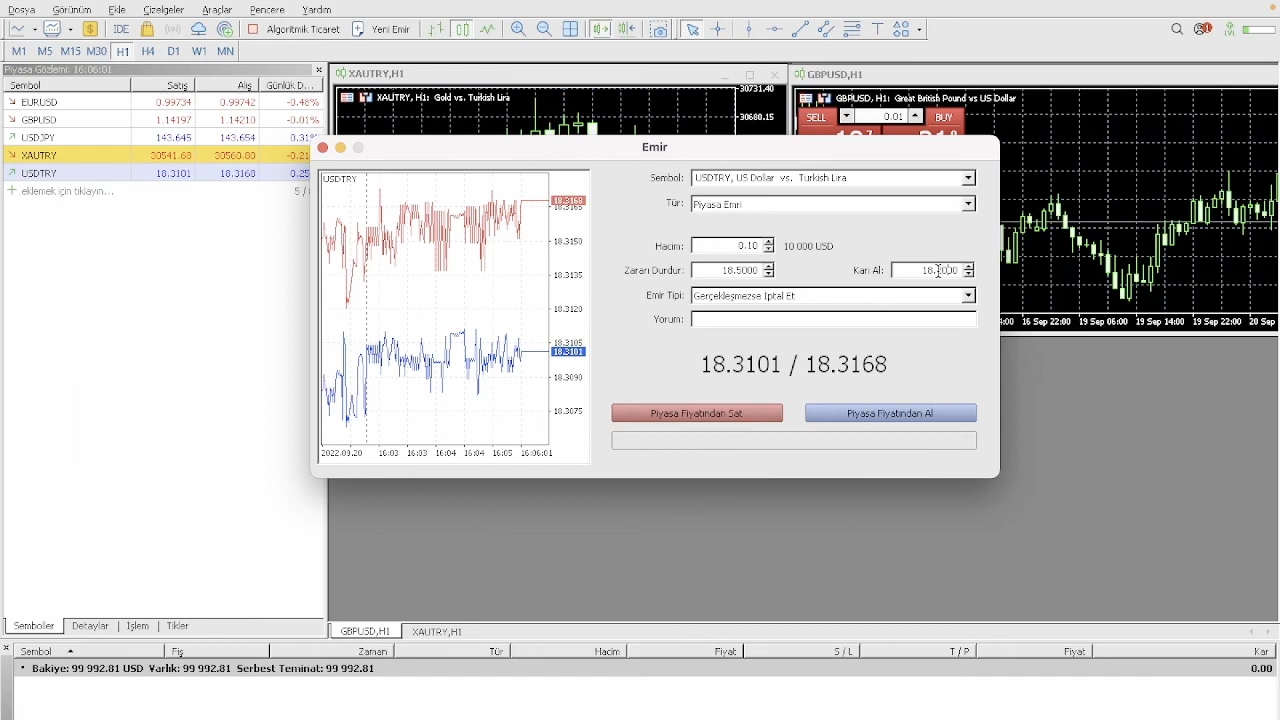 Dosya Görünüm Ekle Çizelgeler Araçlar Pencere Yardım
IDE Algoritmik Ticaret Yeni Emir
M1 M5 M15 M30 H1 H4 D1 W1 MN
Piyasa Gözlemi: 16:06:01
Sembol Satış Alış Günlük D...
EURUSD 0.99734 0.99742 -0.48%
GBPUSD 1.14197 1.14210 -0.01%
USDJPY 143.645 143.654 0.31%
XAUTRY 30541.68 30560.80
USDTRY 18.3101 18.3168
eklemek için tıklayın...
Semboller Detaylar İşlem Tikler
XAUTRY,H1
XAUTRY, H1: Gold vs. Turkish Lira
30731.40
30680.15
GBPUSD,H1
GBPUSD, H1: Great British Pound vs US Dollar
SELL 0.01 BUY
16 Sep 22:00 19 Sep 06:00 19 Sep 14:00 19 Sep 22:00 20 Sep
Emir
USDTRY
18.3168
18.3165
18.3150
18.3135
18.3120
18.3105
18.3101
18.3090
18.3075
2022.09.20 16:03 16:03 16:04 16:04 16:05 16:06:01
Sembol: USDTRY, US Dollar vs. Turkish Lira
Tür: Piyasa Emri
Hacim: 0.10 10 000 USD
Zararı Durdur: 18.5000 Karı Al:
Emir Tipi: Gerçekleşmezse İptal Et
Yorum:
18.3101 / 18.3168
Piyasa Fiyatından Sat Piyasa Fiyatından Al
GBPUSD,H1 XAUTRY,H1
Sembol Fiş Zaman Tür Hacim Fiyat S / L T / P Fiyat Kar
Bakiye: 99 992.81 USD Varlık: 99 992.81 Serbest Teminat: 99 992.81 0.00